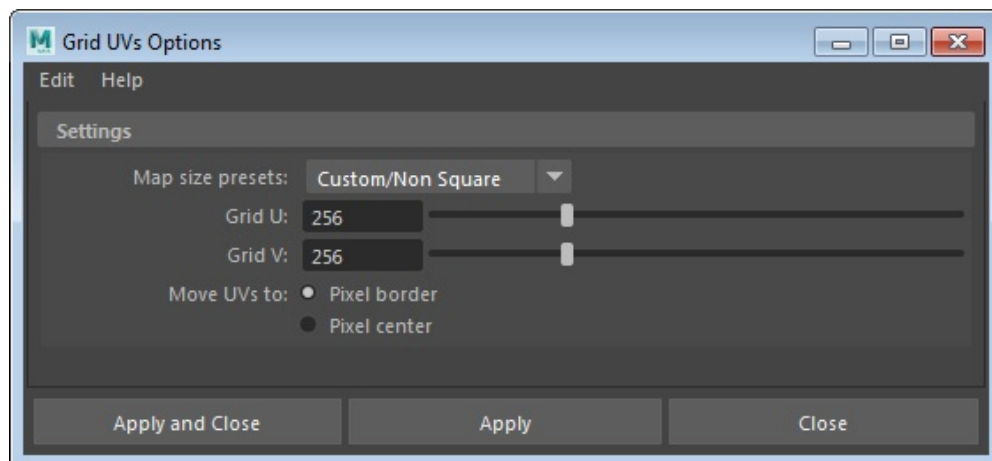 Grid UVs Options
Edit Help
Settings
Map size presets: Custom/Non Square
Grid U: 256
Grid V: 256
Move UVs to: Pixel border
Pixel center
Apply and Close Apply Close